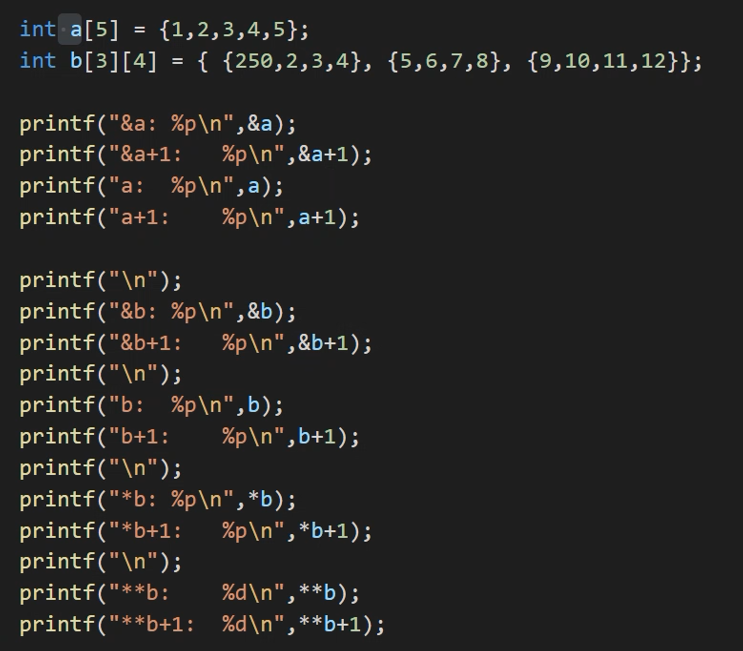 int a[5] = {1,2,3,4,5};
int b[3][4] = { {250,2,3,4}, {5,6,7,8}, {9,10,11,12}};
printf("&a: %p\n",&a);
printf("&a+1:   %p\n",&a+1);
printf("a:  %p\n",a);
printf("a+1:    %p\n",a+1);
printf("\n");
printf("&b: %p\n",&b);
printf("&b+1:   %p\n",&b+1);
printf("\n");
printf("b:  %p\n",b);
printf("b+1:    %p\n",b+1);
printf("\n");
printf("*b: %p\n",*b);
printf("*b+1:   %p\n",*b+1);
printf("\n");
printf("**b:    %d\n",**b);
printf("**b+1:  %d\n",**b+1);